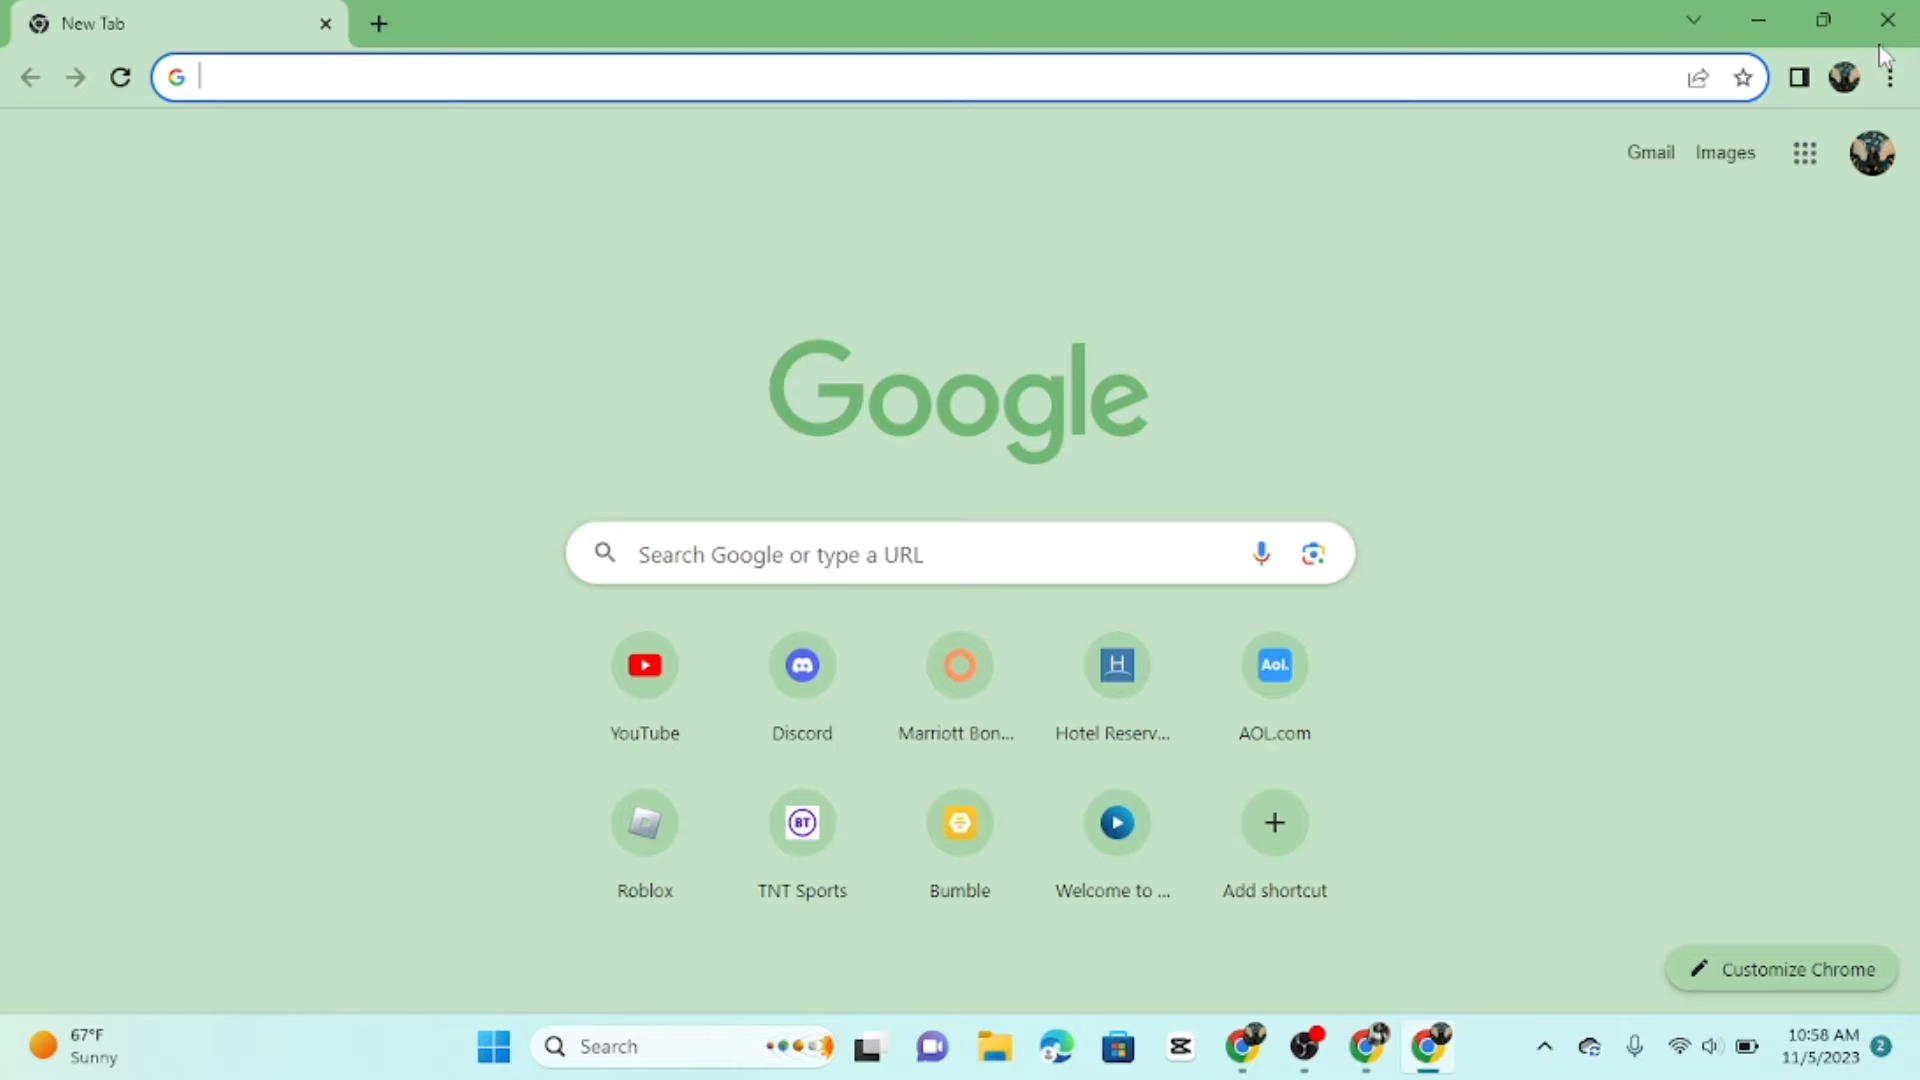 New Tab
Gmail Images
Google
Search Google or type a URL
YouTube
Discord
Marriott Bon...
Hotel Reserv...
Aol.
AOL.com
Roblox
BT
TNT Sports
Bumble
Welcome to ...
Add shortcut
Customize Chrome
67°F
Sunny
Search
10:58 AM
11/5/2023
2